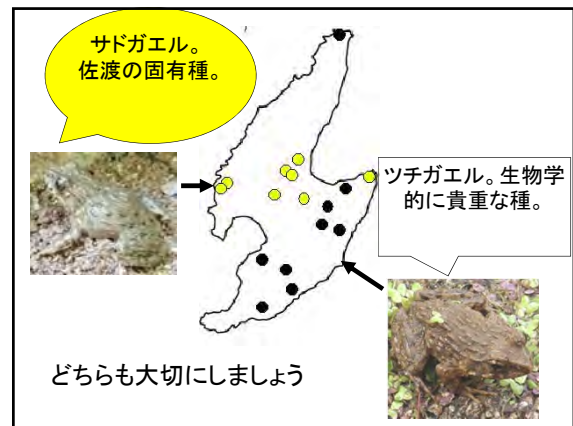 サドガエル。
佐渡の固有種。
ツチガエル。生物学
的に貴重な種。
どちらも大切にしましょう